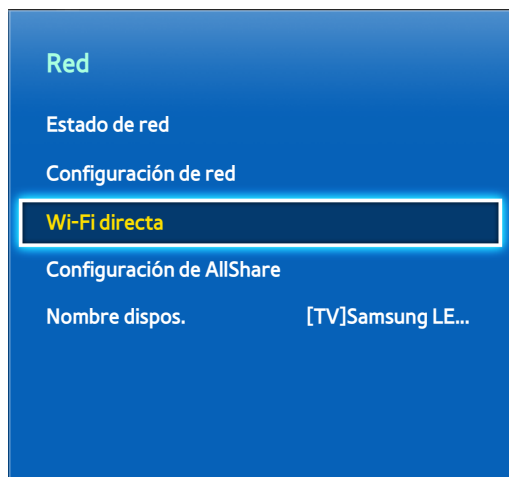 Red
Estado de red
Configuración de red
Wi-Fi directa
Configuración de AllShare
Nombre dispos. [TV]Samsung LE...